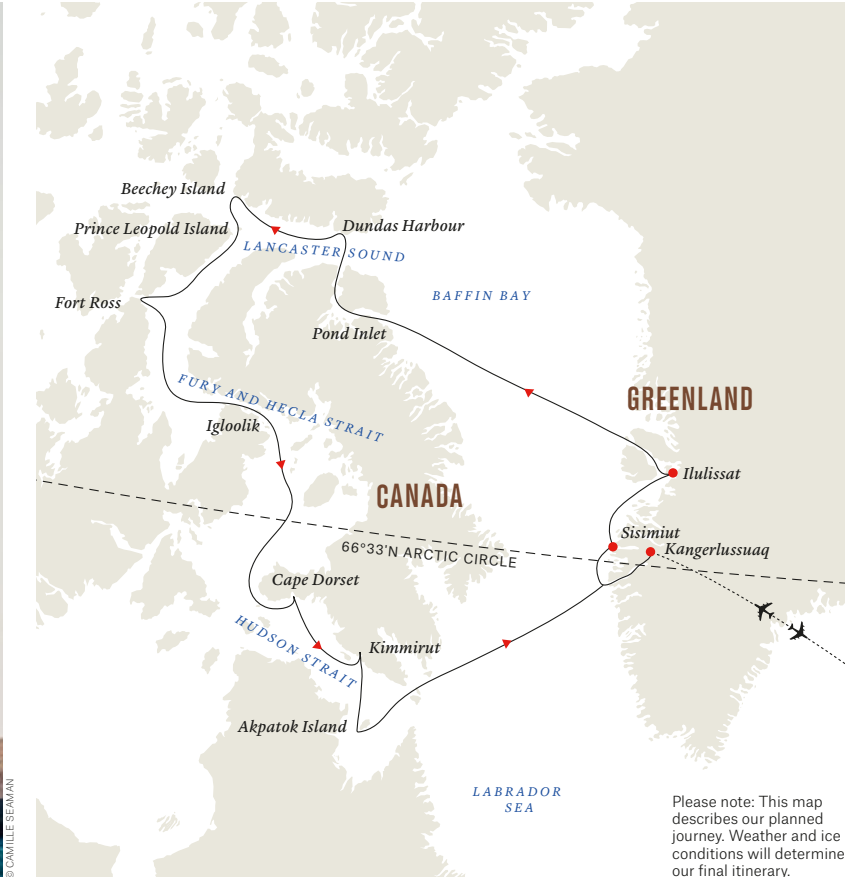 Beechey Island
Prince Leopold Island
Dundas Harbour
LANCASTER SOUND
BAFFIN BAY
Fort Ross
Pond Inlet
FURY AND HECLA STRAIT
GREENLAND
Igloolik
Ilulissat
CANADA
Sisimiut
66°33'N ARCTIC CIRCLE
Kangerlussuaq
Cape Dorset
HUDSON STRAIT
Kimmirut
Akpatok Island
LABRADOR
SEA
Please note: This map
describes our planned
journey. Weather and ice
conditions will determine
our final itinerary.
© CAMILLE SEAMAN